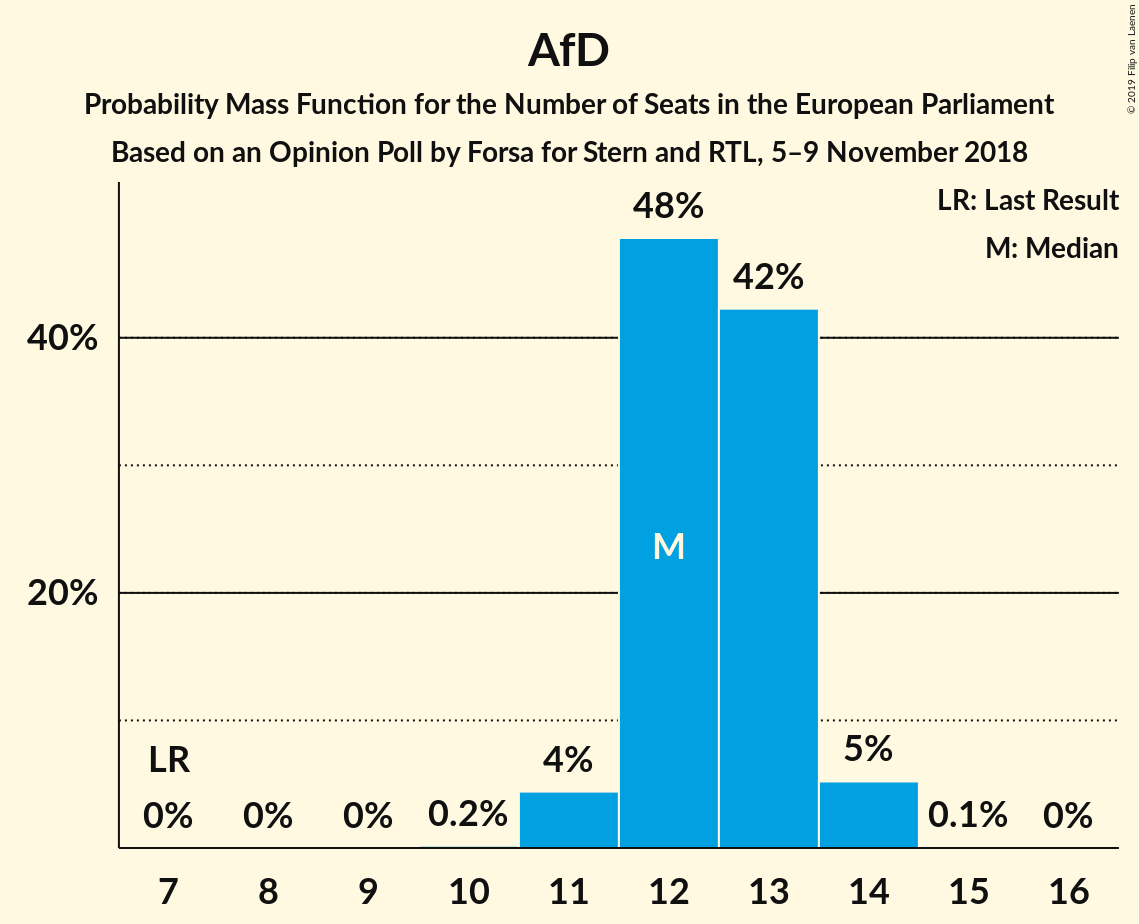 AfD
Probability Mass Function for the Number of Seats in the European Parliament
Based on an Opinion Poll by Forsa for Stern and RTL, 5–9 November 2018
© 2019 Filip van Laenen
LR: Last Result
M: Median
48%
42%
40%
M
20%
LR
4%
5%
0%
0%
0%
0.2%
0.1%
0%
7 8 9 10 11 12 13 14 15 16